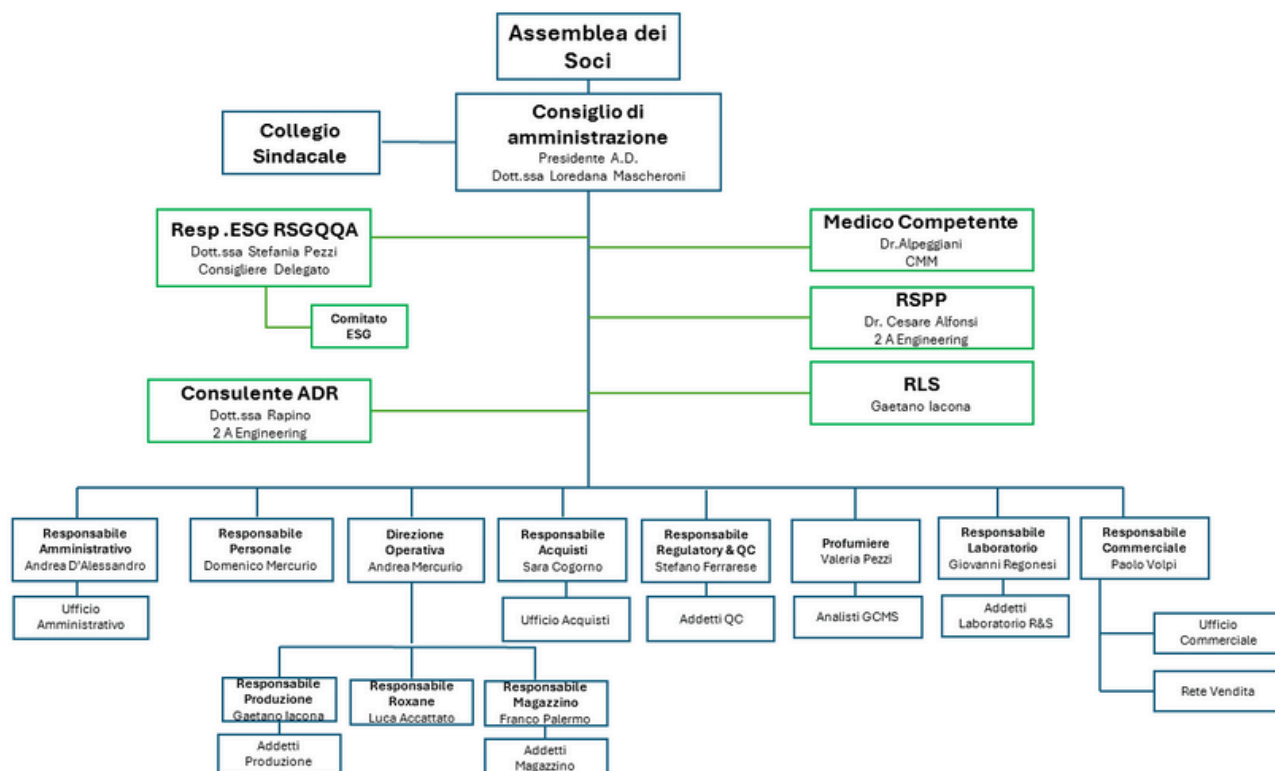 Assemblea dei
Soci
Consiglio di
amministrazione
Presidente A.D.
Dott.ssa Loredana Mascheroni
Collegio
Sindacale
Resp .ESG RSGQQA
Dott.ssa Stefania Pezzi
Consigliere Delegato
Comitato
ESG
Consulente ADR
Dott.ssa Rapino
2 A Engineering
Medico Competente
Dr.Alpeggiani
CMM
RSPP
Dr. Cesare Alfonsi
2 A Engineering
RLS
Gaetano Iacona
Responsabile
Amministrativo
Andrea D'Alessandro
Ufficio
Amministrativo
Responsabile
Personale
Domenico Mercurio
Direzione
Operativa
Andrea Mercurio
Responsabile
Acquisti
Sara Cogorno
Ufficio Acquisti
Responsabile
Regulatory & QC
Stefano Ferrarese
Addetti QC
Profumiere
Valeria Pezzi
Analisti GCMS
Responsabile
Laboratorio
Giovanni Regonesi
Addetti
Laboratorio R&S
Responsabile
Commerciale
Paolo Volpi
Ufficio
Commerciale
Rete Vendita
Responsabile
Produzione
Gaetano Iacona
Addetti
Produzione
Responsabile
Roxane
Luca Accattato
Responsabile
Magazzino
Franco Palermo
Addetti
Magazzino